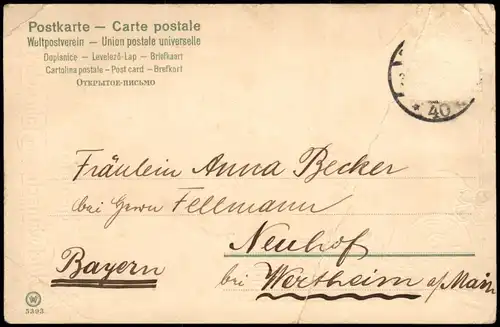 Postkarte – Carte postale
Weltpostverein – Union postale universelle
Dopisnice – Levelező-Lap – Briefkaart
Cartolina postale – Post card – Brefkort
ОТКРЫТОЕ-ПИСЬМО
40
Fräulein Anna Becker
bei Herrn Fellmann
Neuhof
Bayern
bei Wertheim a/Main
W
5393